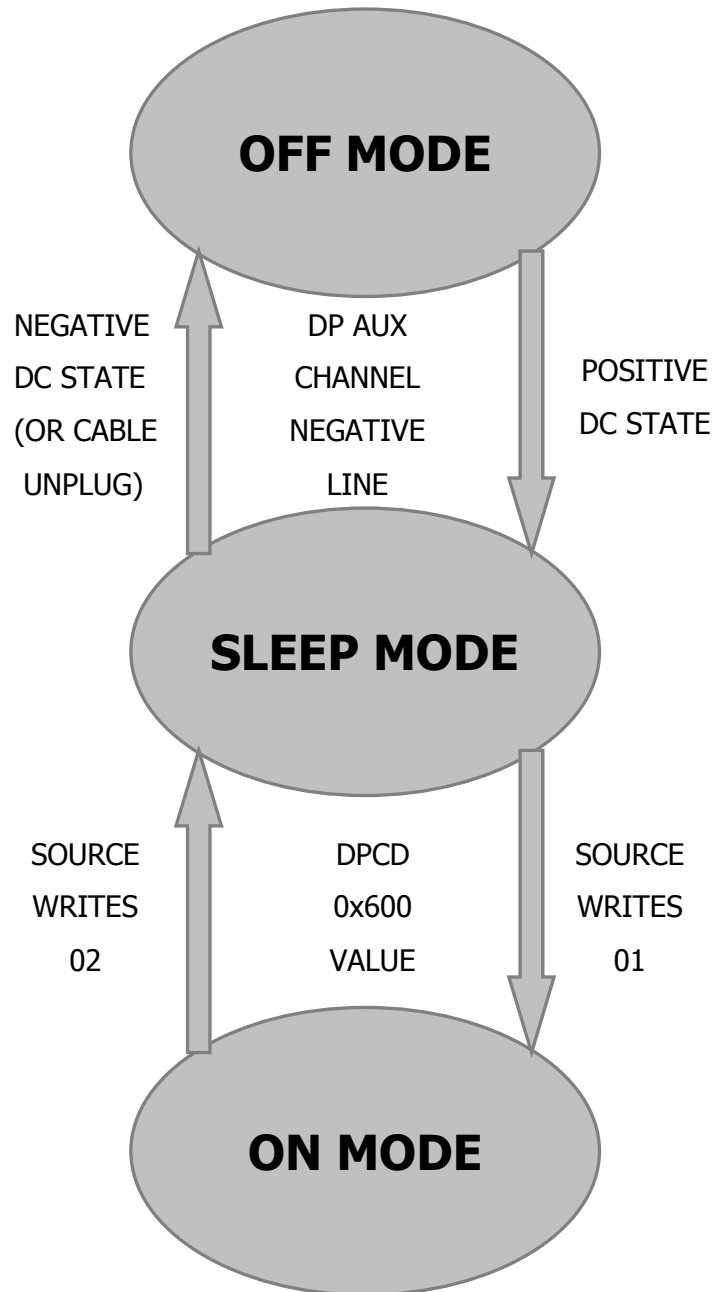 OFF MODE
NEGATIVE
DC STATE
(OR CABLE
UNPLUG)
DP AUX
CHANNEL
NEGATIVE
LINE
POSITIVE
DC STATE
SLEEP MODE
SOURCE
WRITES
02
DPCD
0x600
VALUE
SOURCE
WRITES
01
ON MODE